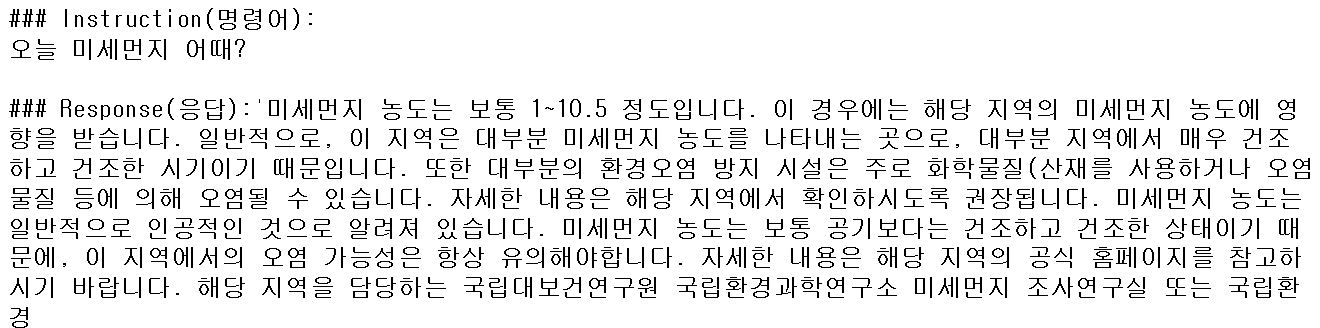 ### Instruction(명령어):
오늘 미세먼지 어때?
### Response(응답):'미세먼지 농도는 보통 1~10.5 정도입니다. 이 경우에는 해당 지역의 미세먼지 농도에 영
향을 받습니다. 일반적으로, 이 지역은 대부분 미세먼지 농도를 나타내는 곳으로, 대부분 지역에서 매우 건조
하고 건조한 시기이기 때문입니다. 또한 대부분의 환경오염 방지 시설은 주로 화학물질(산재를 사용하거나 오염
물질 등에 의해 오염될 수 있습니다. 자세한 내용은 해당 지역에서 확인하시도록 권장됩니다. 미세먼지 농도는
일반적으로 인공적인 것으로 알려져 있습니다. 미세먼지 농도는 보통 공기보다는 건조하고 건조한 상태이기 때
문에, 이 지역에서의 오염 가능성은 항상 유의해야합니다. 자세한 내용은 해당 지역의 공식 홈페이지를 참고하
시기 바랍니다. 해당 지역을 담당하는 국립대보건연구원 국립환경과학연구소 미세먼지 조사연구실 또는 국립환
경